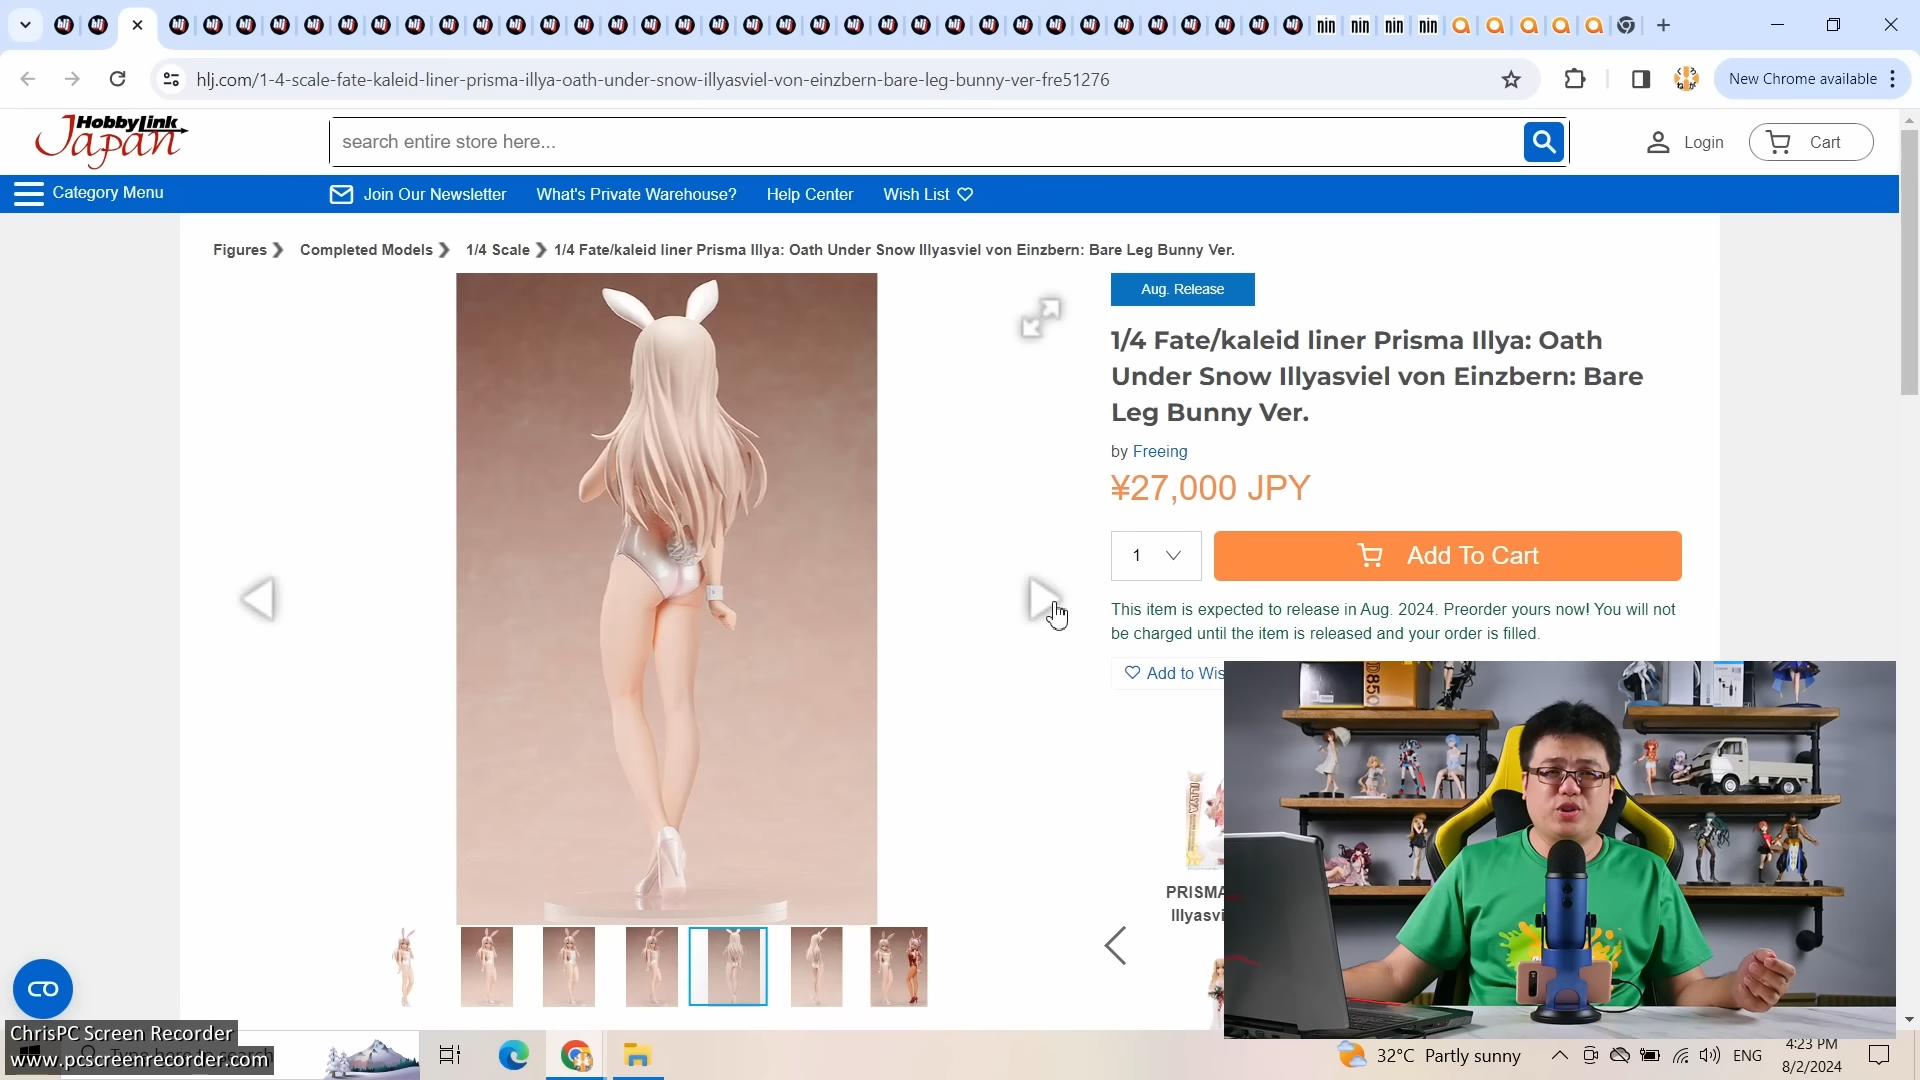 hlj.com/1-4-scale-fate-kaleid-liner-prisma-illya-oath-under-snow-illyasviel-von-einzbern-bare-leg-bunny-ver-fre51276
New Chrome available
HobbyLink
Japan
search entire store here...
Login
Cart
Category Menu
Join Our Newsletter
What's Private Warehouse?
Help Center
Wish List
Figures
Completed Models
1/4 Scale
1/4 Fate/kaleid liner Prisma Illya: Oath Under Snow Illyasviel von Einzbern: Bare Leg Bunny Ver.
Aug. Release
1/4 Fate/kaleid liner Prisma Illya: Oath
Under Snow Illyasviel von Einzbern: Bare
Leg Bunny Ver.
by Freeing
¥27,000 JPY
1
Add To Cart
This item is expected to release in Aug. 2024. Preorder yours now! You will not
be charged until the item is released and your order is filled.
Add to Wis
D850
ILLYA
PRISMA
Illyasvi
ChrisPC Screen Recorder
www.pcscreenrecorder.com
32°C Partly sunny
ENG
4:23 PM
8/2/2024